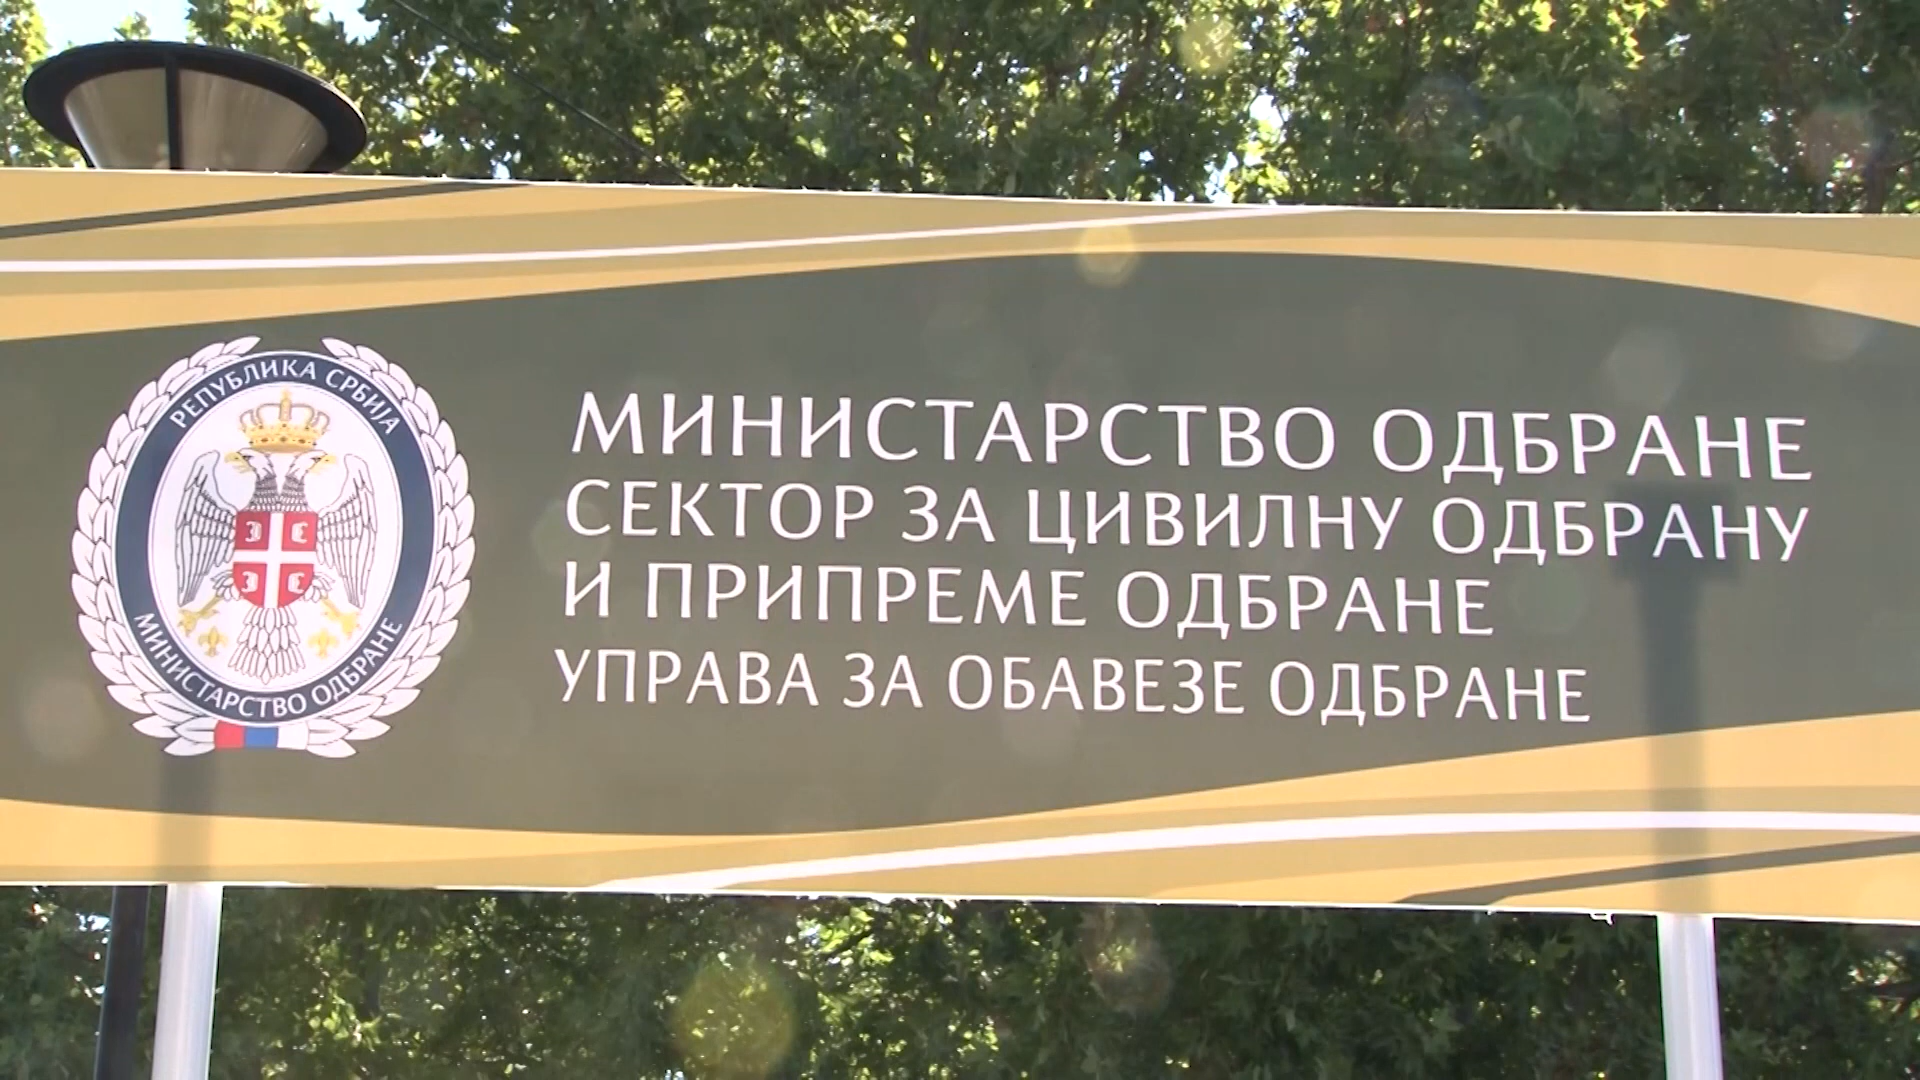 РЕПУБЛИКА СРБИЈА
МИНИСТАРСТВО ОДБРАНЕ
МИНИСТАРСТВО ОДБРАНЕ
СЕКТОР ЗА ЦИВИЛНУ ОДБРАНУ
И ПРИПРЕМЕ ОДБРАНЕ
УПРАВА ЗА ОБАВЕЗЕ ОДБРАНЕ